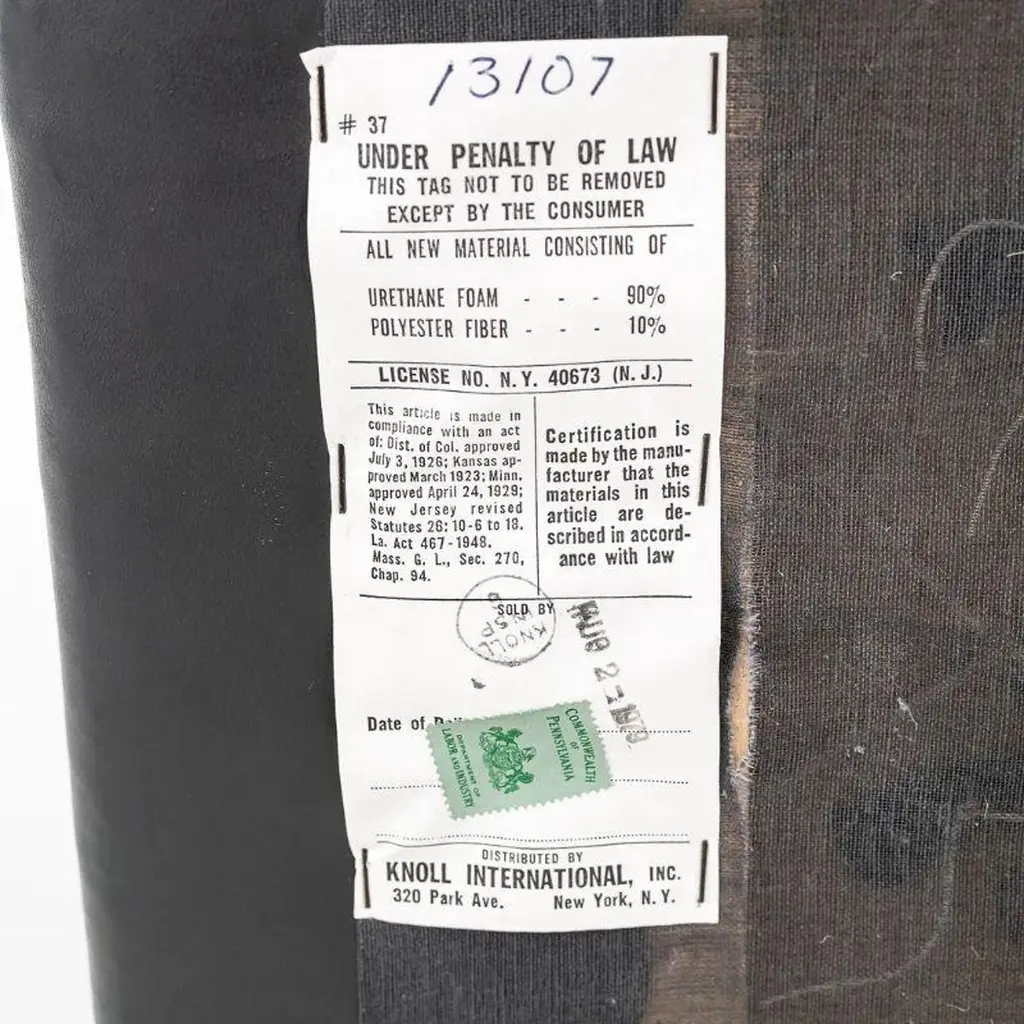 13107
# 37
UNDER PENALTY OF LAW
THIS TAG NOT TO BE REMOVED
EXCEPT BY THE CONSUMER
ALL NEW MATERIAL CONSISTING OF
URETHANE FOAM - - - 90%
POLYESTER FIBER - - - 10%
LICENSE NO. N.Y. 40673 (N.J.)
This article is made in
compliance with an act
of: Dist. of Col. approved
July 3, 1926; Kansas ap-
proved March 1923; Minn.
approved April 24, 1929;
New Jersey revised
Statutes 26:10-6 to 18.
La. Act 467-1948.
Mass. G. L., Sec. 270,
Chap. 94.
Certification is
made by the manu-
facturer that the
materials in this
article are de-
scribed in accord-
ance with law
SOLD BY
KNOLL
INSP
AUG 2 1979
Date of
COMMONWEALTH
OF
PENNSYLVANIA
DEPARTMENT OF
LABOR AND INDUSTRY
DISTRIBUTED BY
KNOLL INTERNATIONAL, INC.
320 Park Ave. New York, N.Y.